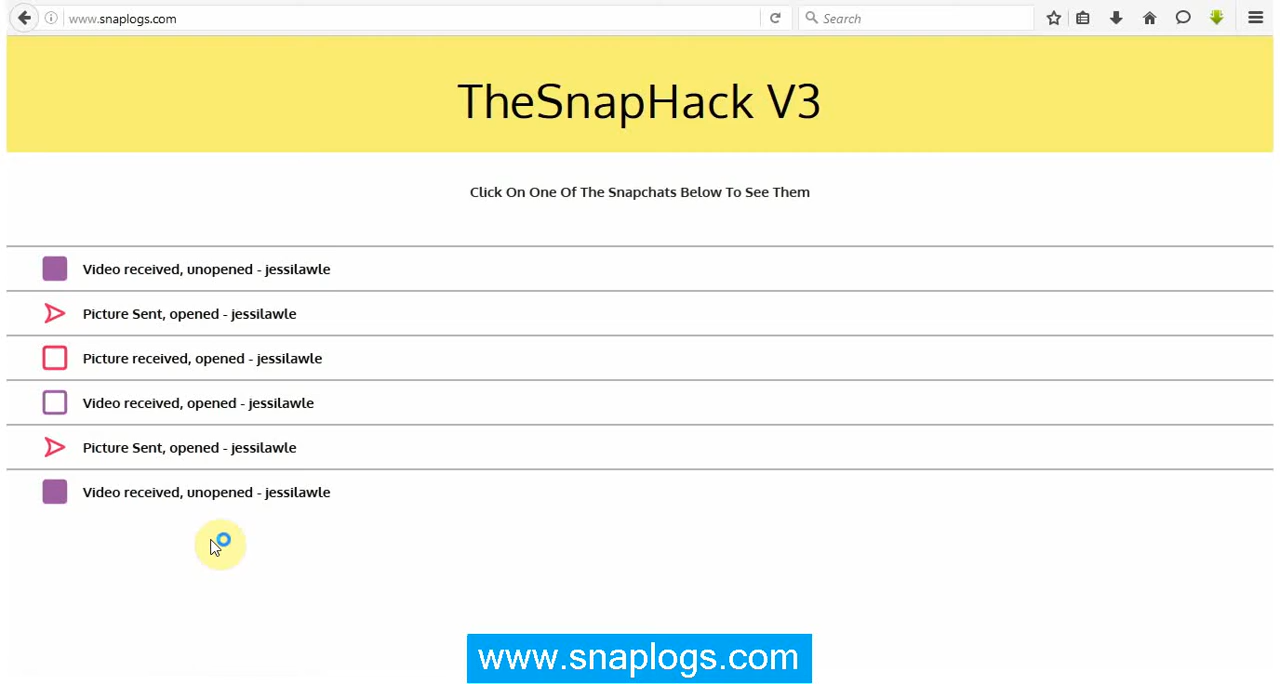 www.snaplogs.com
Search
TheSnapHack V3
Click On One Of The Snapchats Below To See Them
Video received, unopened - jessilawle
Picture Sent, opened - jessilawle
Picture received, opened - jessilawle
Video received, opened - jessilawle
Picture Sent, opened - jessilawle
Video received, unopened - jessilawle
www.snaplogs.com